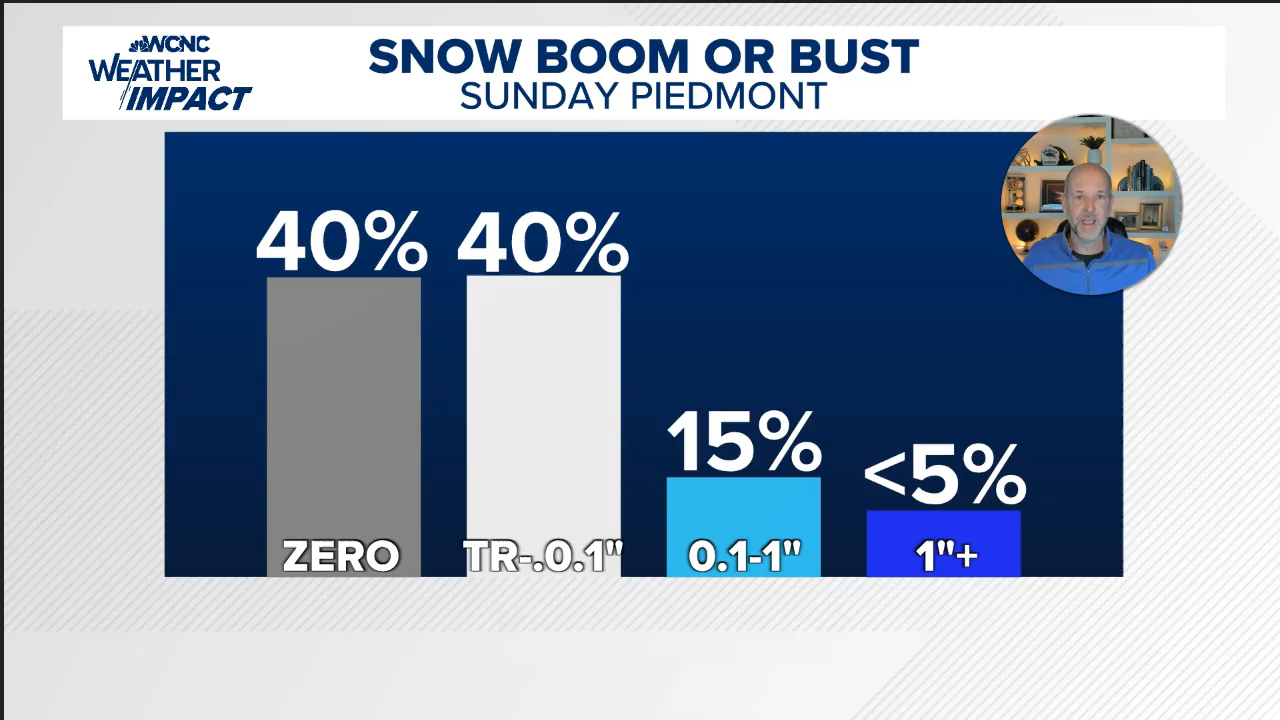 WCNC
WEATHER
IMPACT
SNOW BOOM OR BUST
SUNDAY PIEDMONT
40% 40%
15%
<5%
ZERO TR-.0.1" 0.1-1" 1"+